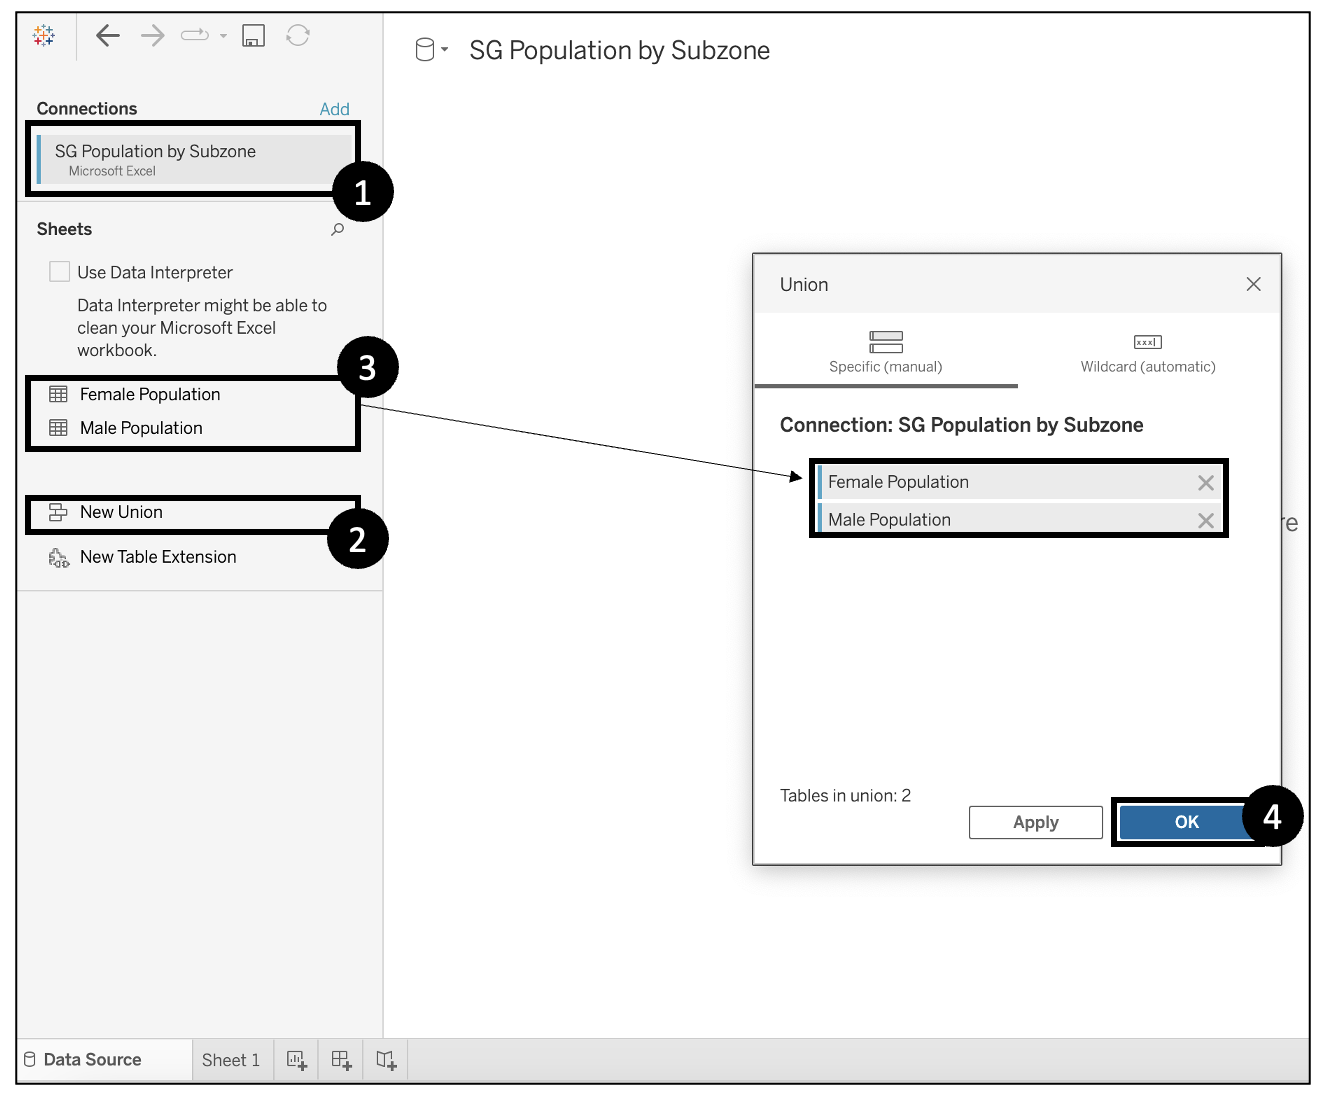 SG Population by Subzone
Connections
Add
SG Population by Subzone
Microsoft Excel
1
Sheets
Use Data Interpreter
Data Interpreter might be able to
clean your Microsoft Excel
workbook.
3
Female Population
Male Population
New Union
2
New Table Extension
Union
Specific (manual)
xxx
Wildcard (automatic)
Connection: SG Population by Subzone
Female Population
Male Population
re
Tables in union: 2
Apply
OK
4
Data Source
Sheet 1